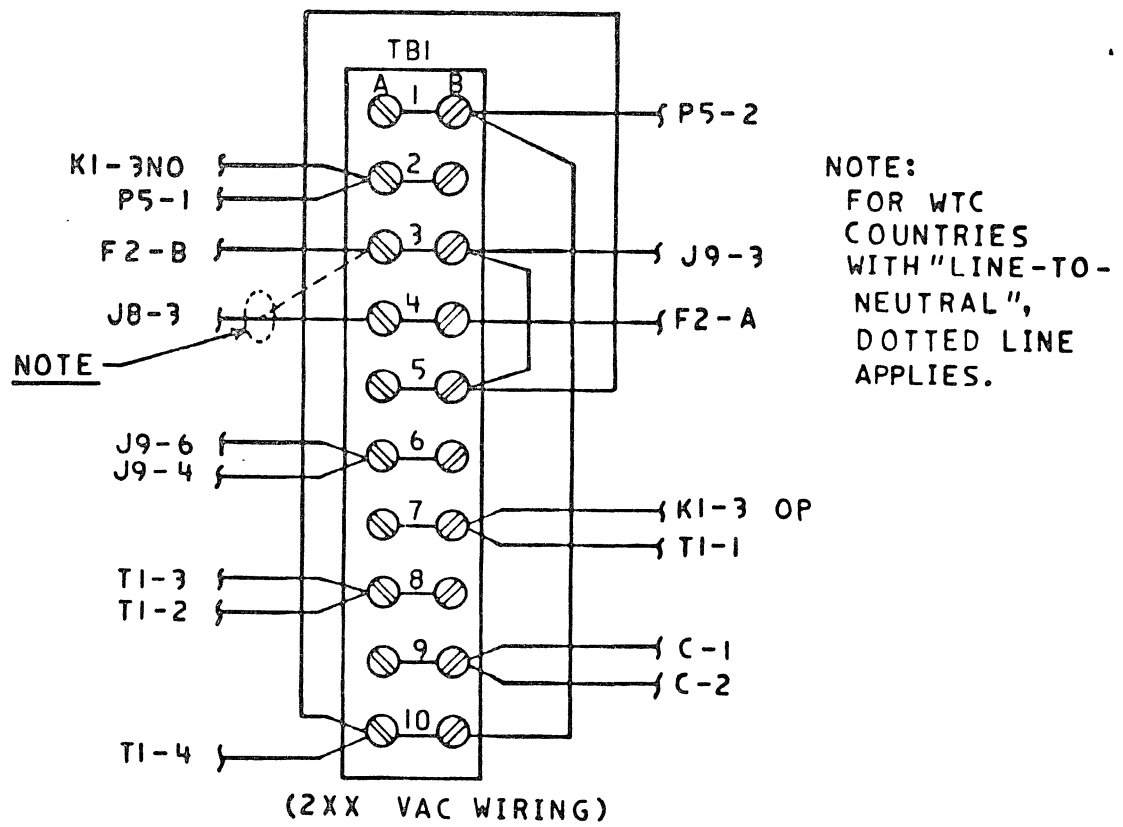 TB1
A B
1
P5-2
K1-3NO
2
P5-1
F2-B
3
J9-3
J8-3
4
F2-A
NOTE
5
J9-6
6
J9-4
7
K1-3 OP
T1-1
T1-3
8
T1-2
9
C-1
C-2
10
T1-4
(2XX VAC WIRING)
NOTE:
FOR WTC
COUNTRIES
WITH "LINE-TO-
NEUTRAL",
DOTTED LINE
APPLIES.